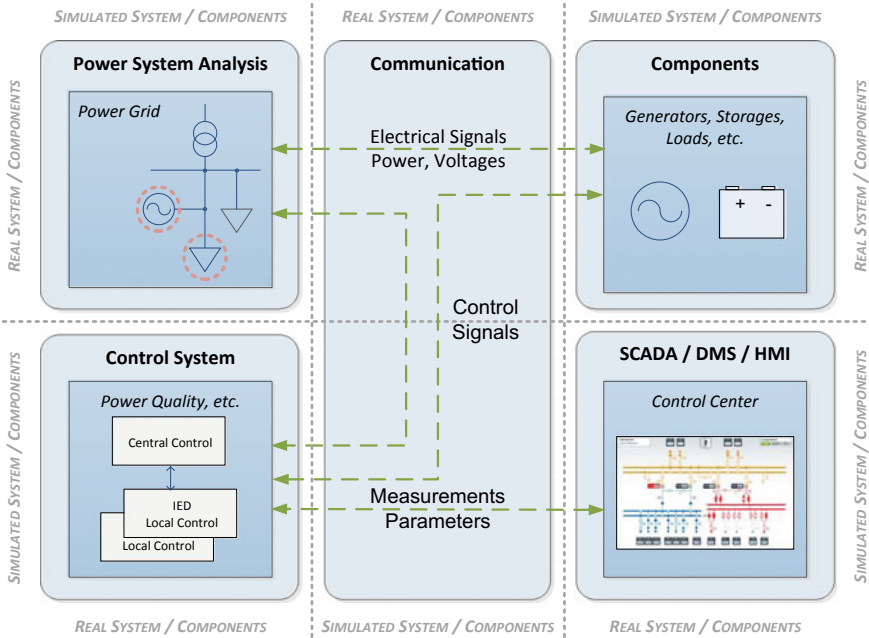 SIMULATED SYSTEM / COMPONENTS
REAL SYSTEM / COMPONENTS
SIMULATED SYSTEM / COMPONENTS
REAL SYSTEM / COMPONENTS
Power System Analysis
Power Grid
Communication
Electrical Signals
Power, Voltages
Components
Generators, Storages,
Loads, etc.
+ -
REAL SYSTEM / COMPONENTS
Control
Signals
SIMULATED SYSTEM / COMPONENTS
Control System
Power Quality, etc.
Central Control
IED
Local Control
Local Control
Measurements
Parameters
SCADA / DMS / HMI
Control Center
SIMULATED SYSTEM / COMPONENTS
REAL SYSTEM / COMPONENTS
SIMULATED SYSTEM / COMPONENTS
REAL SYSTEM / COMPONENTS